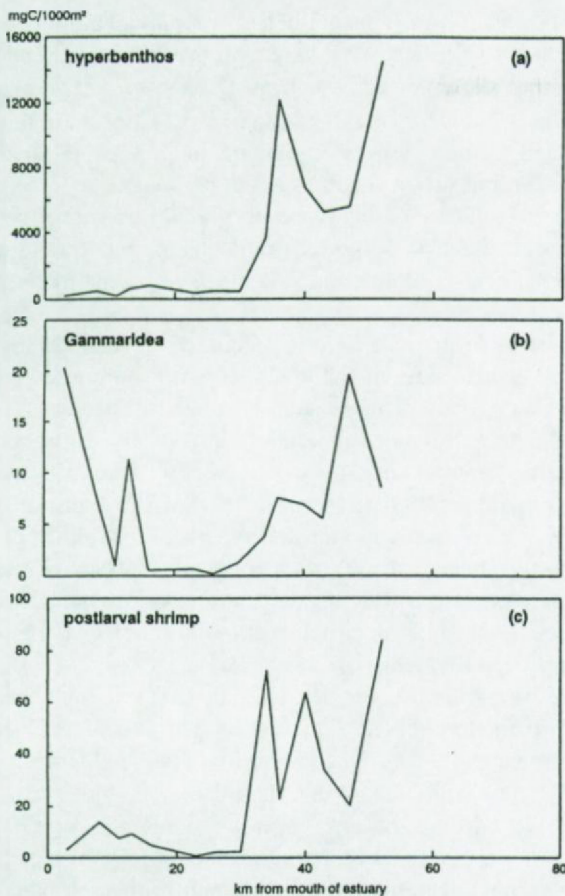 mgC/1000m²
16000
hyperbenthos (a)
12000
8000
4000
0
25
Gammaridea (b)
20
15
10
5
0
100
postlarval shrimp (c)
80
60
40
20
0
0 20 40 60 80
km from mouth of estuary